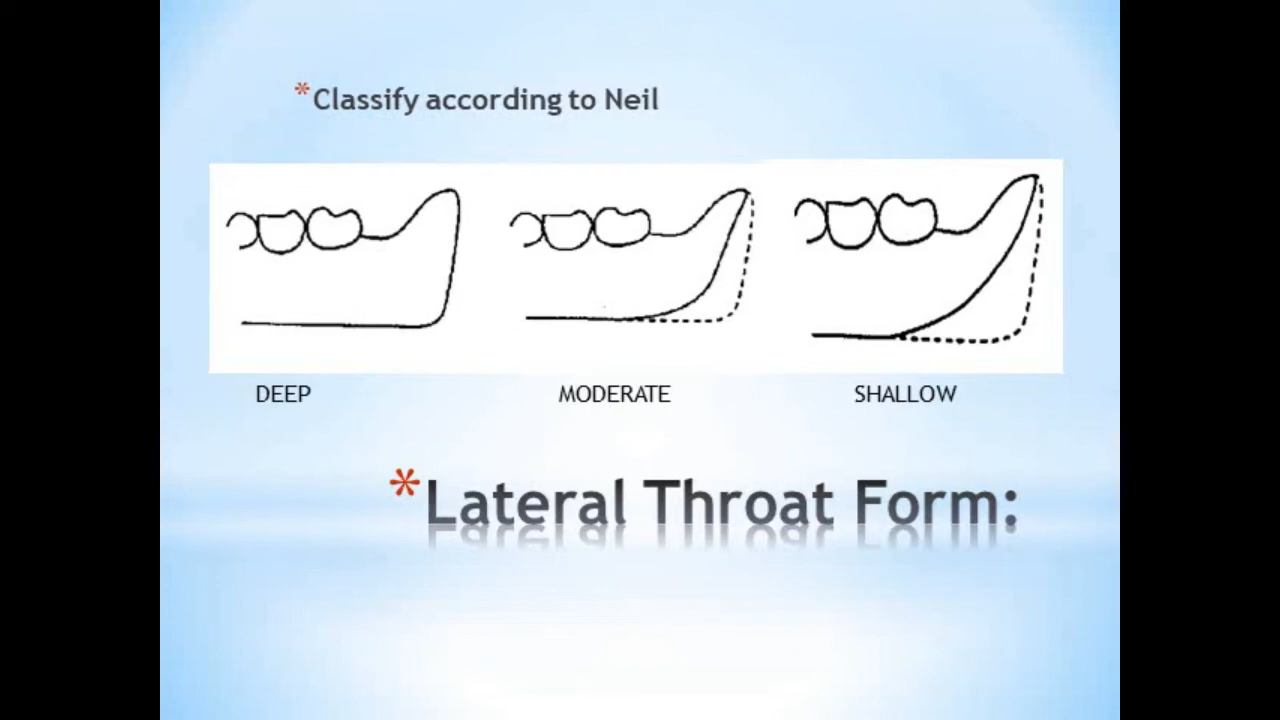 *Classify according to Neil
DEEP MODERATE SHALLOW
*Lateral Throat Form: